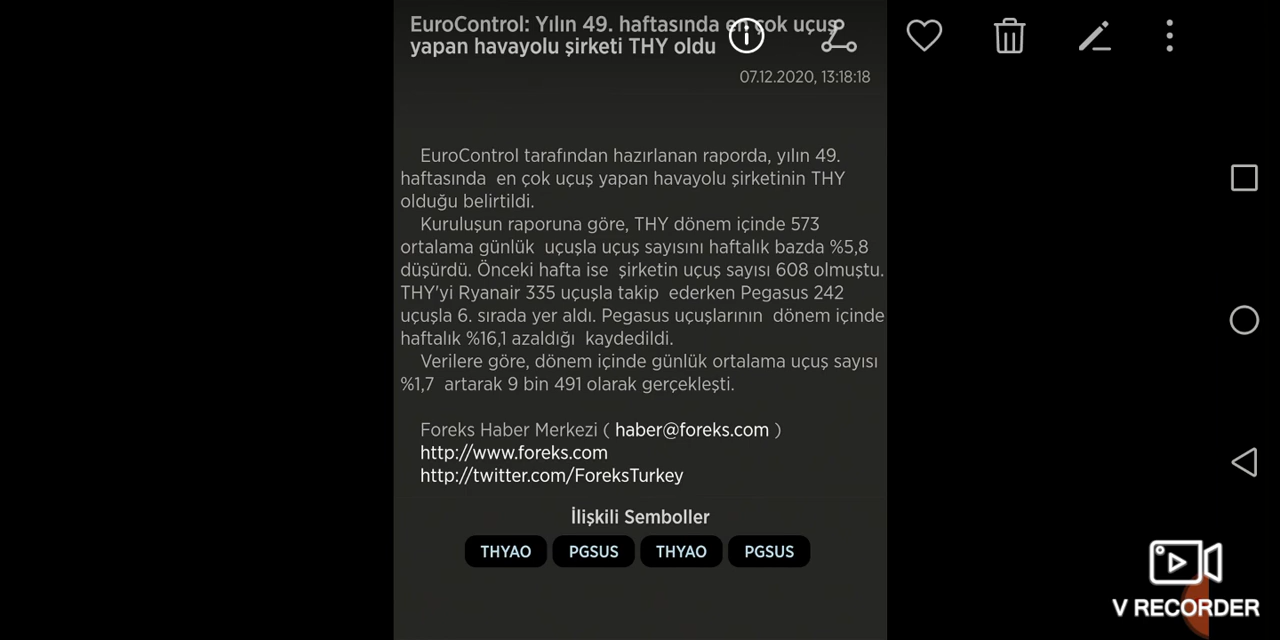 EuroControl: Yılın 49. haftasında en çok uçuş
yapan havayolu şirketi THY oldu
07.12.2020, 13:18:18
EuroControl tarafından hazırlanan raporda, yılın 49.
haftasında en çok uçuş yapan havayolu şirketinin THY
olduğu belirtildi.
Kuruluşun raporuna göre, THY dönem içinde 573
ortalama günlük uçuşla uçuş sayısını haftalık bazda %5,8
düşürdü. Önceki hafta ise şirketin uçuş sayısı 608 olmuştu.
THY'yi Ryanair 335 uçuşla takip ederken Pegasus 242
uçuşla 6. sırada yer aldı. Pegasus uçuşlarının dönem içinde
haftalık %16,1 azaldığı kaydedildi.
Verilere göre, dönem içinde günlük ortalama uçuş sayısı
%1,7 artarak 9 bin 491 olarak gerçekleşti.
Foreks Haber Merkezi ( haber@foreks.com )
http://www.foreks.com
http://twitter.com/ForeksTurkey
İlişkili Semboller
THYAO PGSUS THYAO PGSUS
V RECORDER